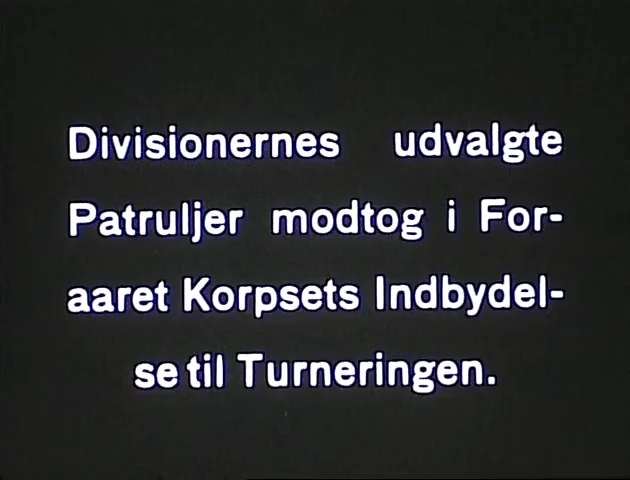 Divisionernes udvalgte
Patruljer modtog i For-
aaret Korpsets Indbydel-
se til Turneringen.